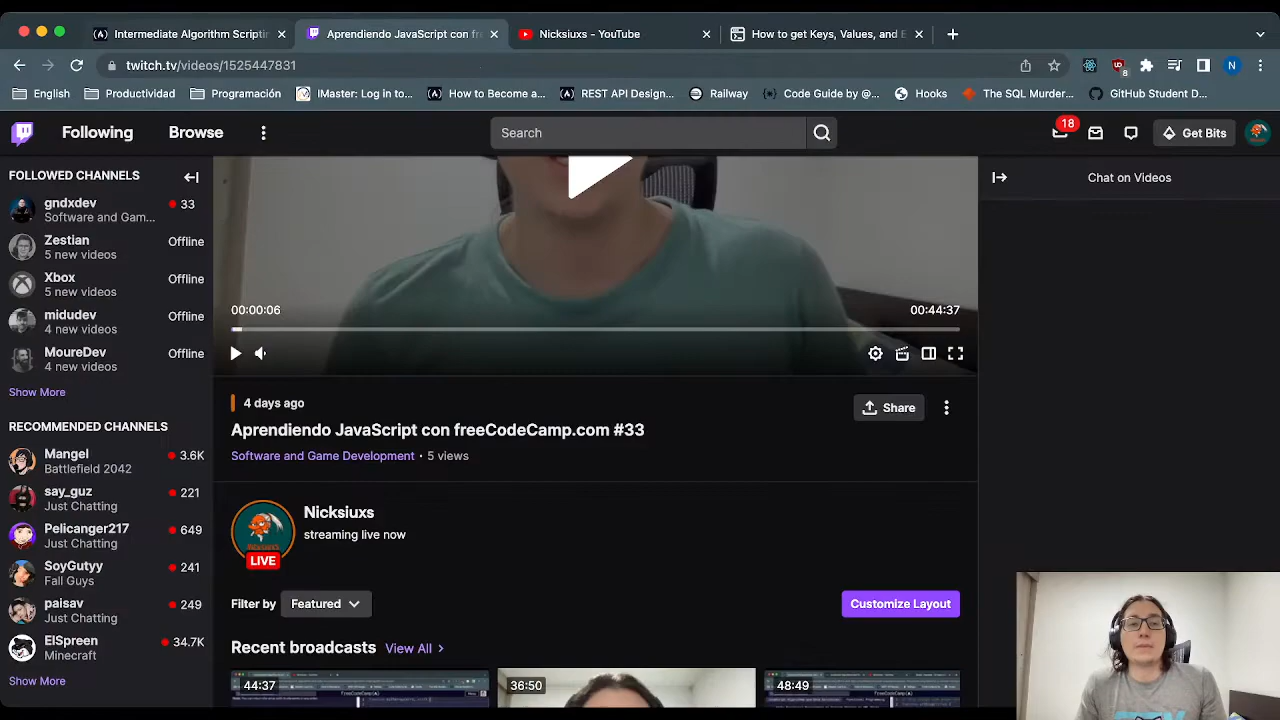 Intermediate Algorithm Scriptin
Aprendiendo JavaScript con fr
Nicksiuxs - YouTube
How to get Keys, Values, and E
twitch.tv/videos/1525447831
8
N
English
Productividad
Programación
IMaster: Log in to...
How to Become a...
REST API Design...
Railway
Code Guide by @...
Hooks
The SQL Murder...
GitHub Student D...
Following
Browse
Search
18
Get Bits
FOLLOWED CHANNELS
gndxdev
33
Software and Gam...
Zestian
Offline
5 new videos
Xbox
Offline
5 new videos
midudev
Offline
4 new videos
MoureDev
Offline
4 new videos
Show More
RECOMMENDED CHANNELS
Mangel
3.6K
Battlefield 2042
say_guz
221
Just Chatting
Pelicanger217
649
Just Chatting
SoyGutyy
241
Fall Guys
paisav
249
Just Chatting
ElSpreen
34.7K
Minecraft
Show More
00:00:06
00:44:37
4 days ago
Share
Aprendiendo JavaScript con freeCodeCamp.com #33
Software and Game Development • 5 views
Nicksiuxs
streaming live now
LIVE
Filter by
Featured
Customize Layout
Recent broadcasts
View All
44:37
36:50
48:49
Chat on Videos